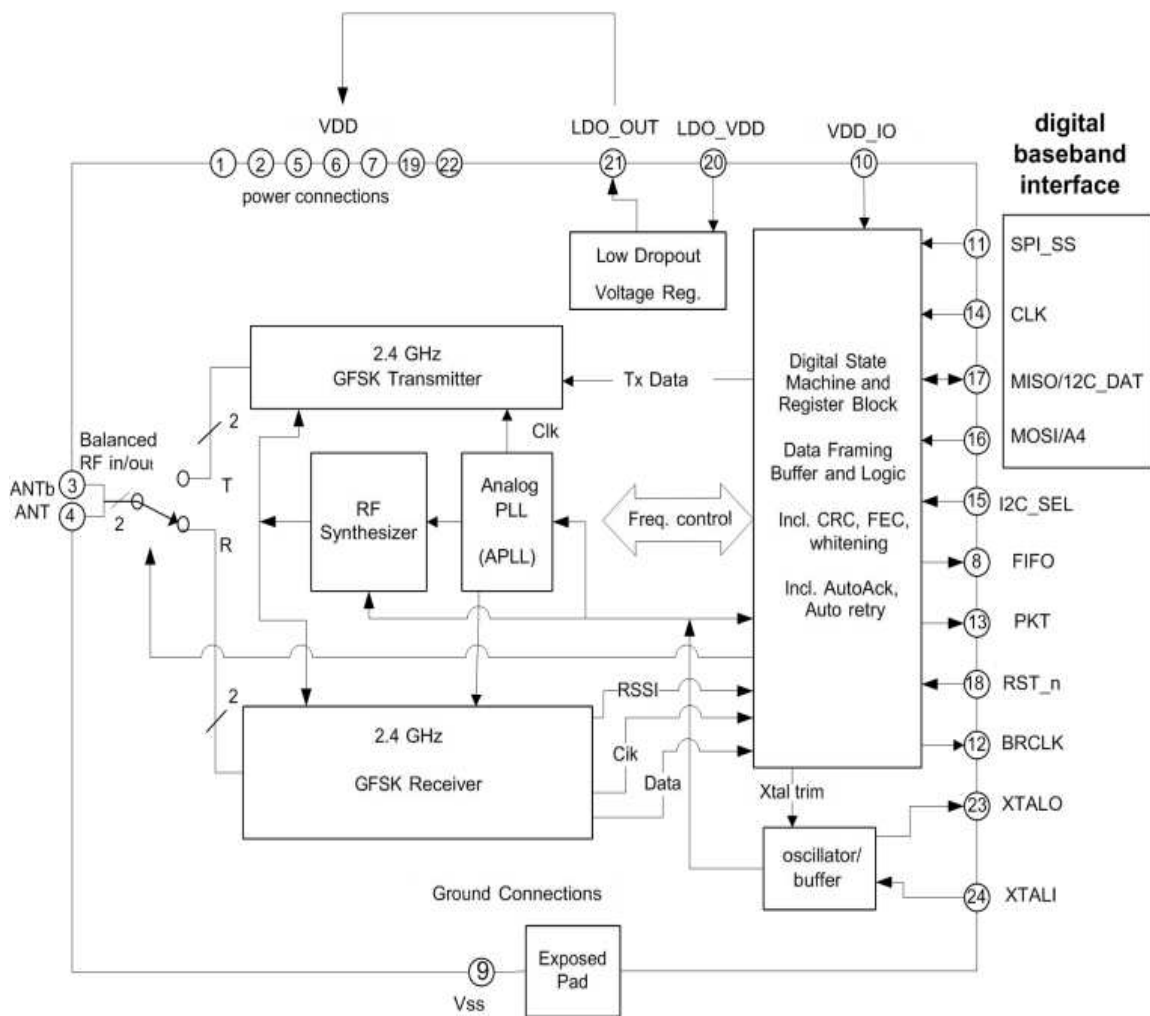 VDD
LDO_OUT
LDO_VDD
VDD_IO
1
2
5
6
7
19
22
21
20
10
power connections
digital
baseband
interface
Low Dropout
Voltage Reg.
11
SPI_SS
14
CLK
17
MISO/12C_DAT
16
MOSI/A4
15
I2C_SEL
8
FIFO
13
PKT
18
RST_n
12
BRCLK
23
XTALO
24
XTALI
2.4 GHz
GFSK Transmitter
Tx Data
Digital State
Machine and
Register Block
Data Framing
Buffer and Logic
Incl. CRC, FEC,
whitening
Incl. AutoAck,
Auto retry
2
Balanced
RF in/out
ANTb
3
ANT
4
2
T
R
Clk
RF
Synthesizer
Analog
PLL
(APLL)
Freq. control
2
2.4 GHz
GFSK Receiver
RSSI
Cik
Data
Xtal trim
oscillator/
buffer
Ground Connections
9
Vss
Exposed
Pad